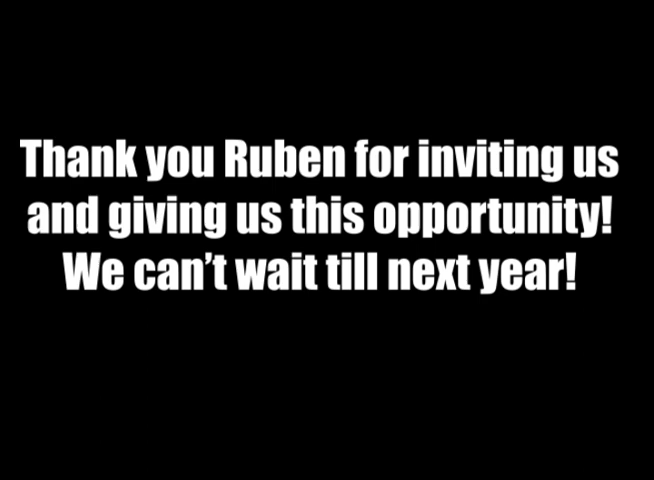 Thank you Ruben for inviting us
and giving us this opportunity!
We can’t wait till next year!